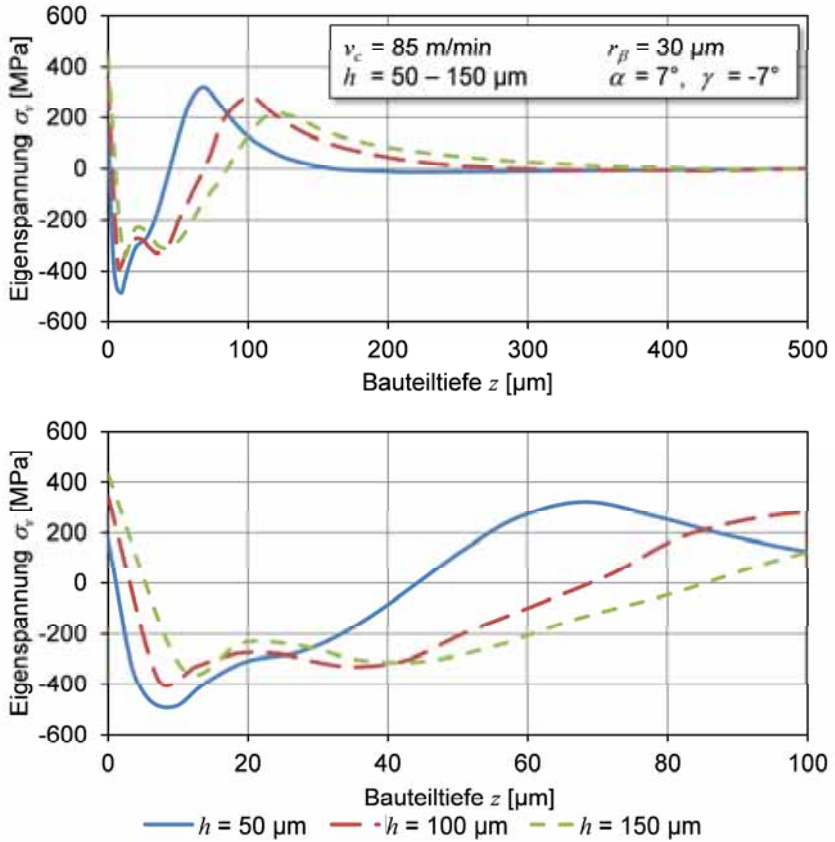 600
400
200
0
-200
-400
-600
Eigenspannung σᵥ [MPa]
v_c = 85 m/min r_β = 30 µm
h = 50 – 150 µm α = 7°, γ = -7°
0 100 200 300 400 500
Bauteiltiefe z [µm]
600
400
200
0
-200
-400
-600
Eigenspannung σᵥ [MPa]
0 20 40 60 80 100
Bauteiltiefe z [µm]
h = 50 µm h = 100 µm h = 150 µm